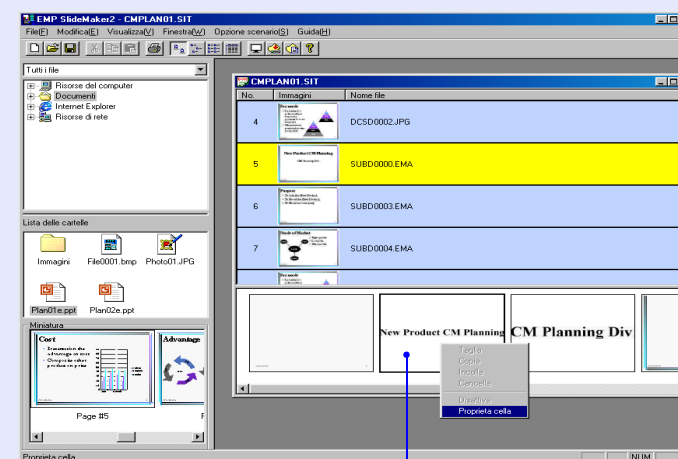 EMP SlideMaker2 - CMPLAN01.SIT
File(F) Modifica(E) Visualizza(V) Finestra(W) Opzione scenario(S) Guida(H)
Tutti i file
Risorse del computer
Documenti
Internet Explorer
Risorse di rete
Lista delle cartelle
Immagini File0001.bmp Photo01.JPG
Plan01e.ppt Plan02e.ppt
Miniatura
Cost
Advantage
Page #5
CMPLAN01.SIT
No. Immagini Nome file
4 DCSD0002.JPG
5 New Product CM Planning SUBD0000.EMA
6 Purpose SUBD0003.EMA
7 SUBD0004.EMA
New Product CM Planning
CM Planning Div
Taglia
Copia
Incolla
Cancella
Disattiva
Proprieta cella
Proprieta cella
NUM